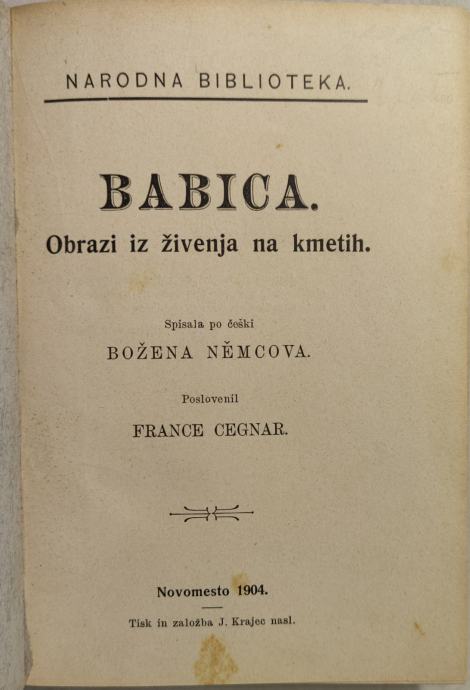 NARODNA BIBLIOTEKA.
BABICA.
Obrazi iz živenja na kmetih.
Spisala po češki
BOŽENA NĚMCOVA.
Poslovenil
FRANCE CEGNAR.
Novomesto 1904.
Tisk in založba J. Krajec nasl.